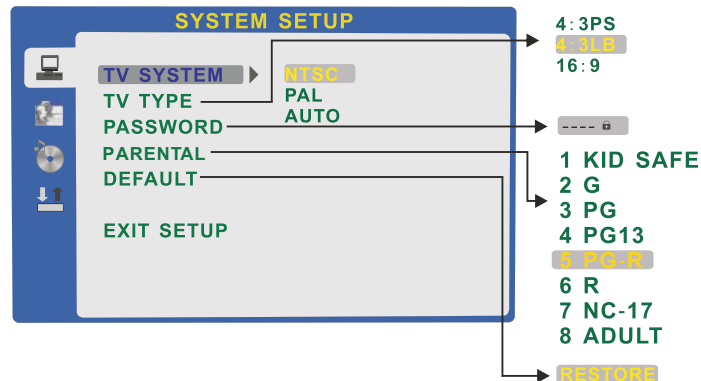 SYSTEM SETUP
TV SYSTEM
TV TYPE
PASSWORD
PARENTAL
DEFAULT
EXIT SETUP
NTSC
PAL
AUTO
4:3PS
4:3LB
16:9
----
1 KID SAFE
2 G
3 PG
4 PG13
5 PG-R
6 R
7 NC-17
8 ADULT
RESTORE